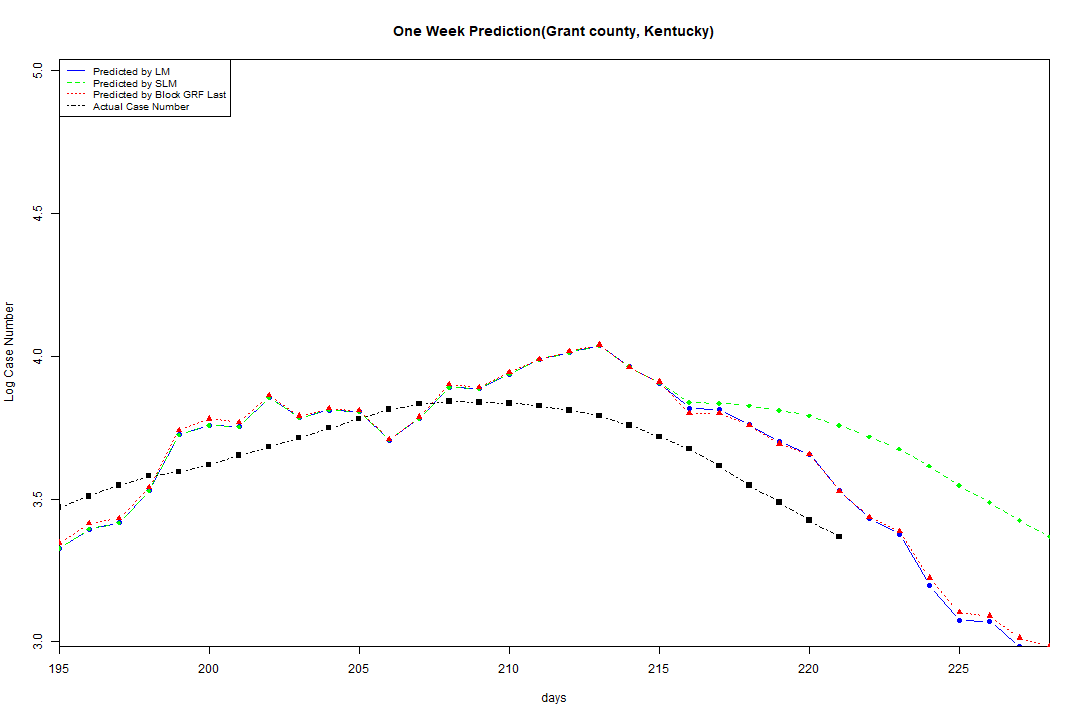 One Week Prediction(Grant county, Kentucky)
Predicted by LM
Predicted by SLM
Predicted by Block GRF Last
Actual Case Number
5.0
4.5
4.0
3.5
3.0
Log Case Number
195 200 205 210 215 220 225
days